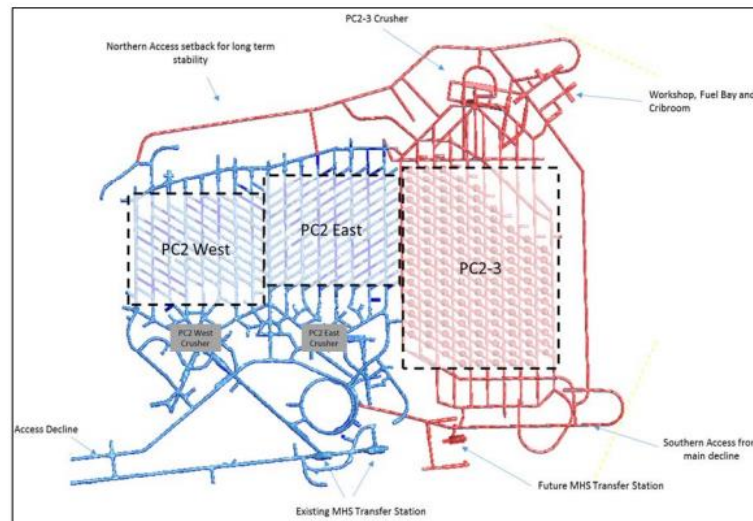 PC2-3 Crusher
Northern Access setback for long term
stability
Workshop, Fuel Bay and
Cribroom
PC2 West
PC2 East
PC2-3
PC2 West
Crusher
PC2 East
Crusher
Access Decline
Southern Access from
main decline
Future MHS Transfer Station
Existing MHS Transfer Station